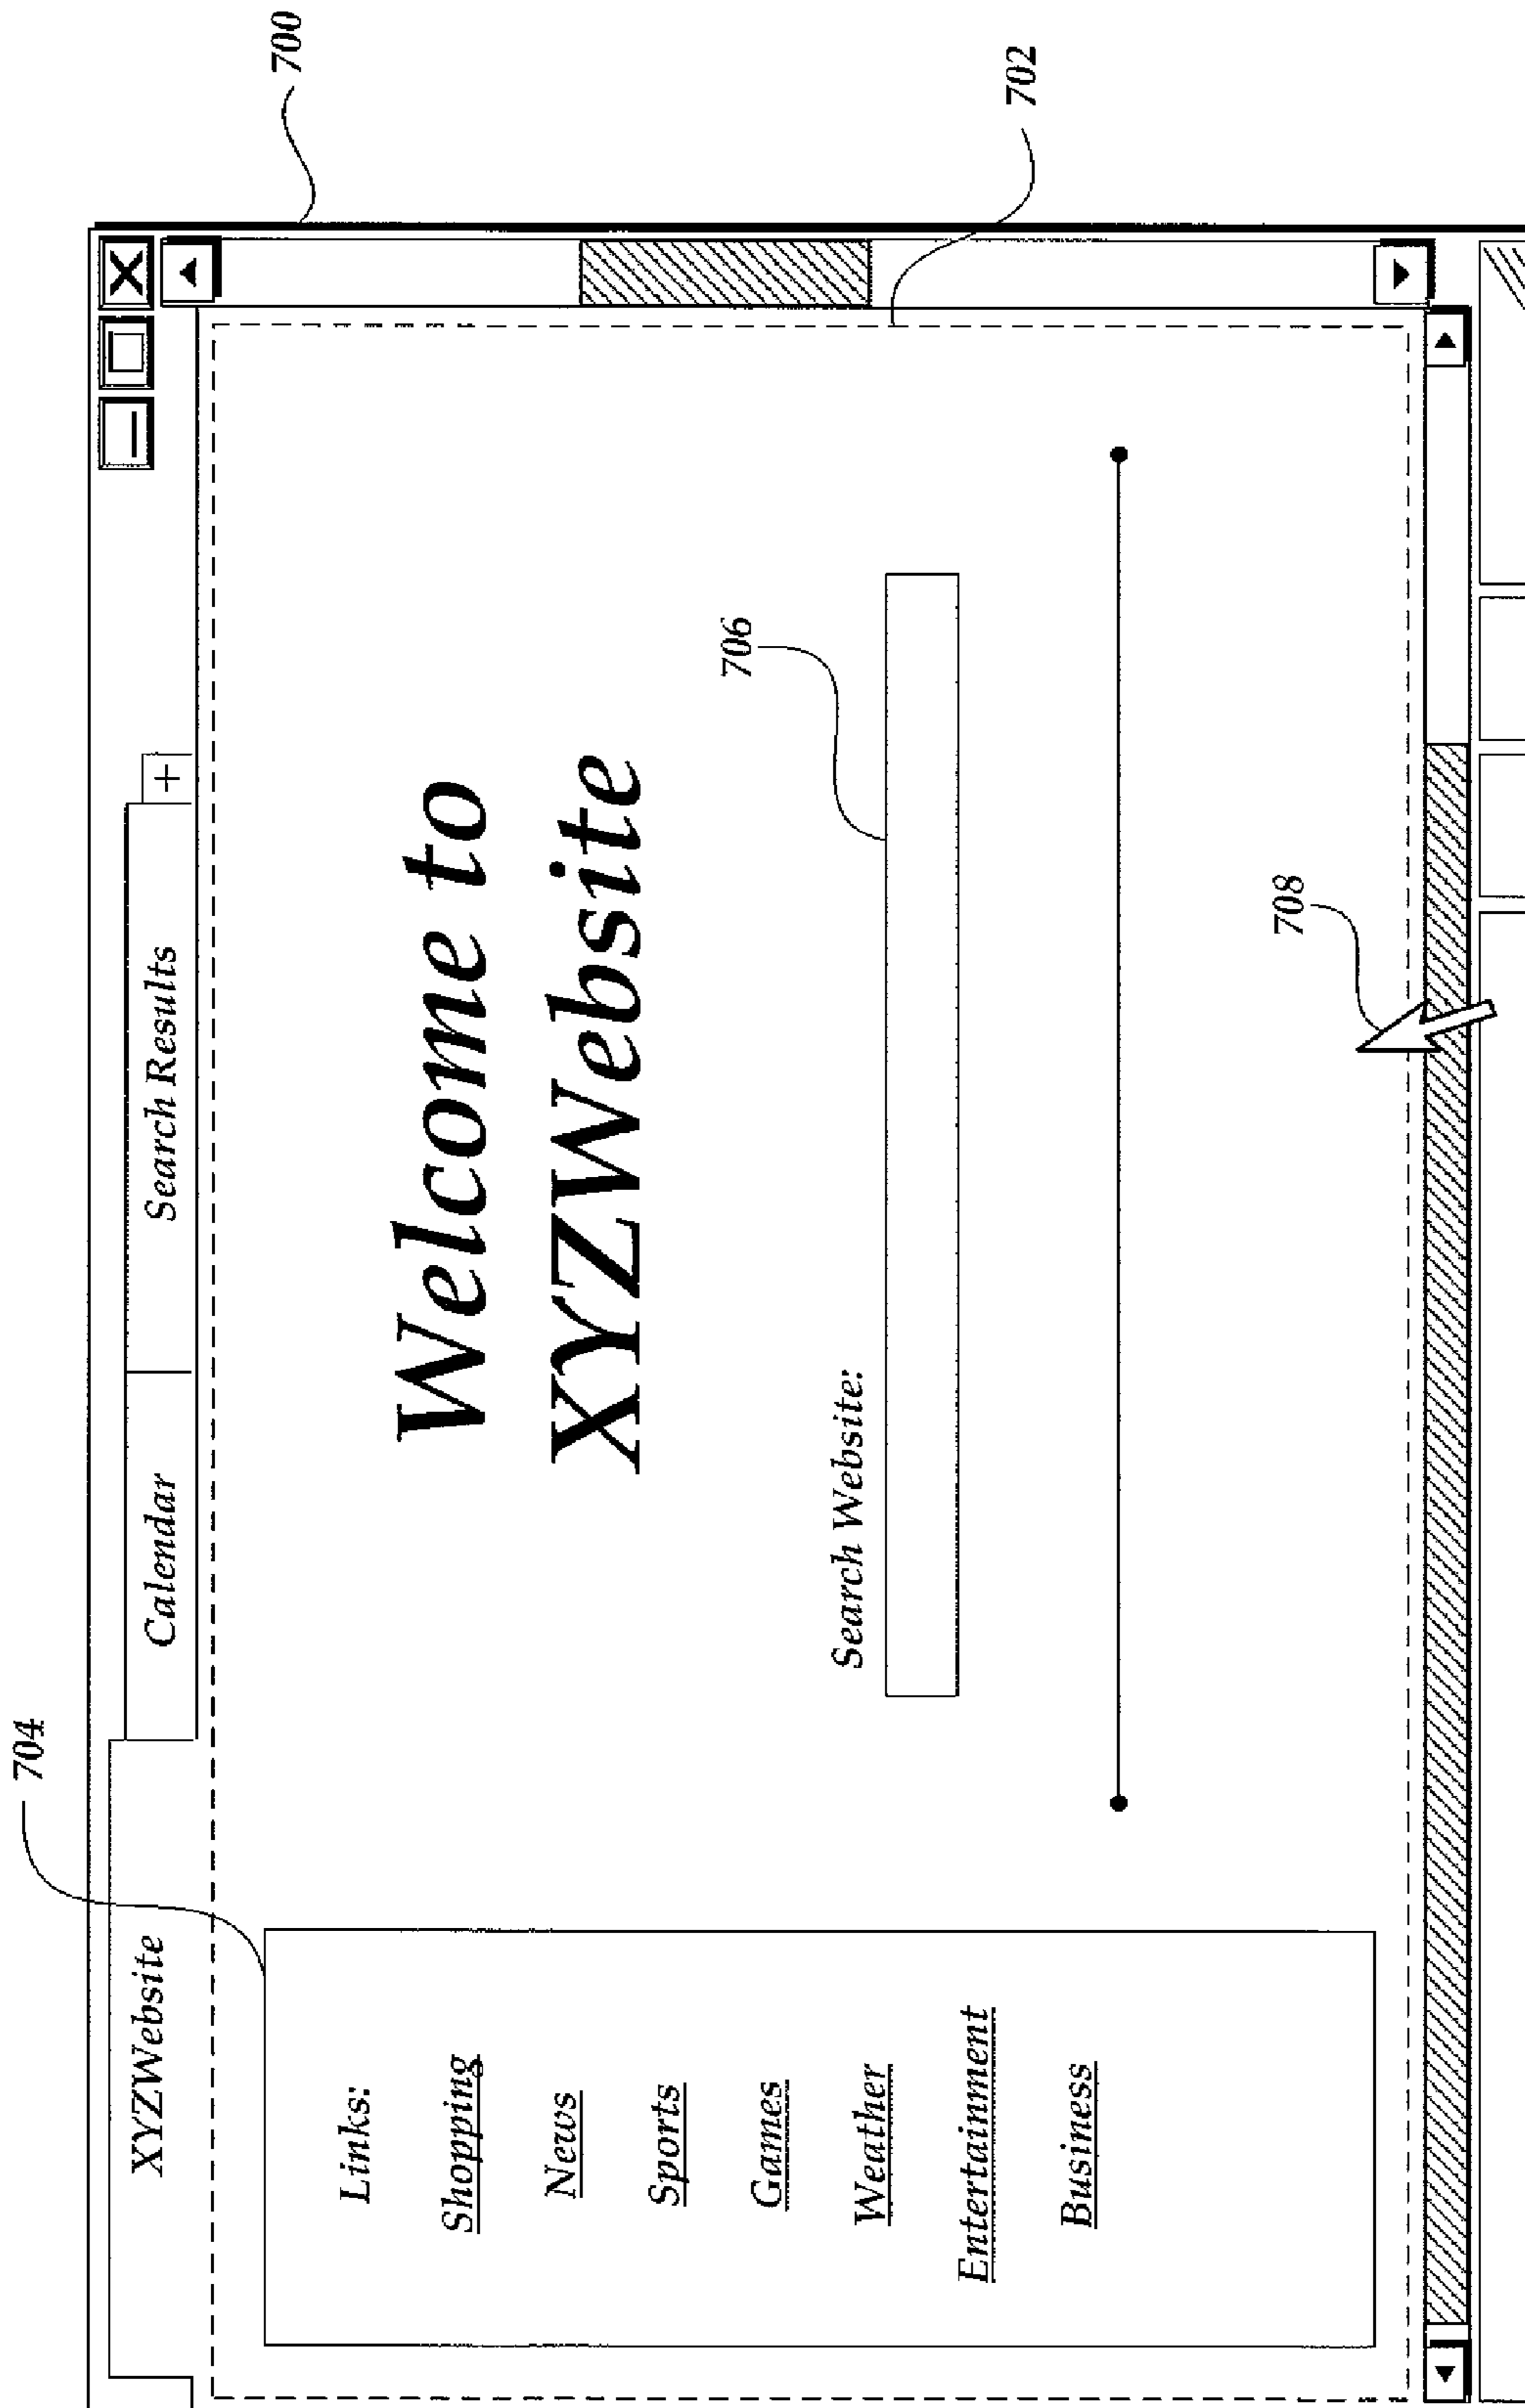 700
704
XYZWebsite
Calendar
Search Results
+
702
Links:
Shopping
News
Sports
Games
Weather
Entertainment
Business
Welcome to
XYZWebsite
706
Search Website:
708